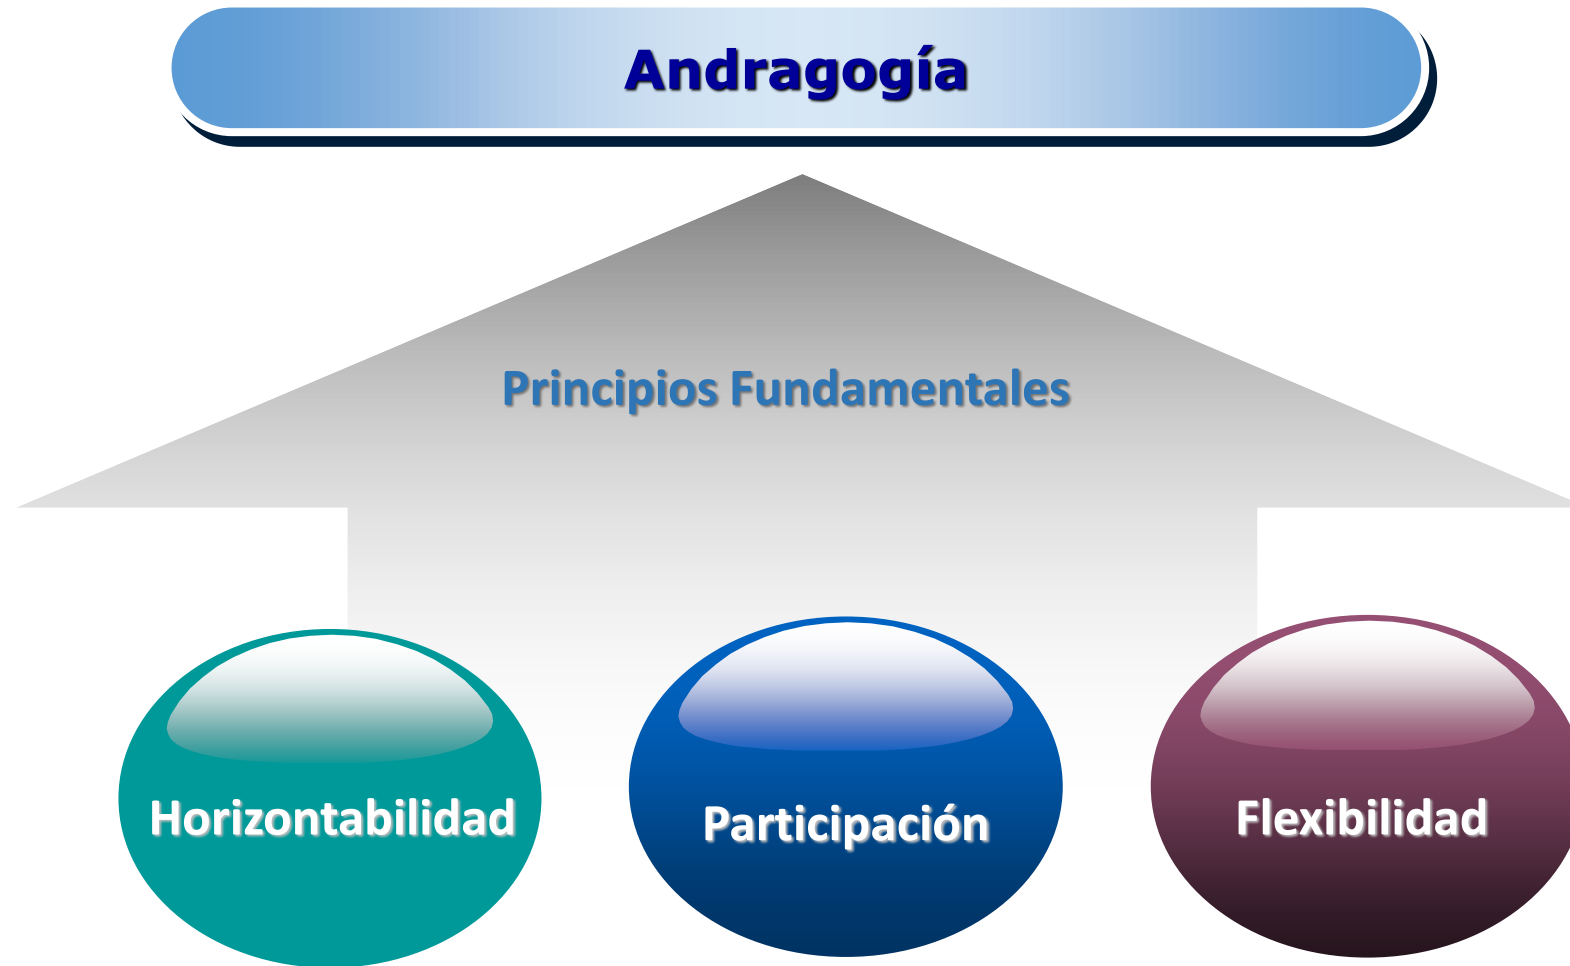 Andragogía
Principios Fundamentales
Horizontabilidad
Participación
Flexibilidad